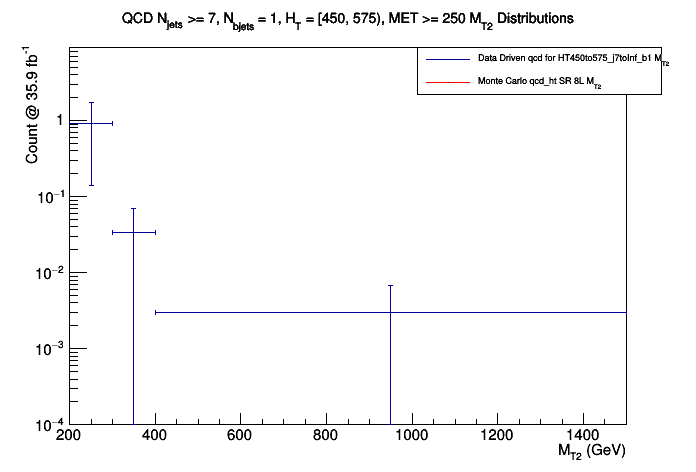 QCD N_jets >= 7, N_bjets = 1, H_T = [450, 575), MET >= 250 M_T2 Distributions
Data Driven qcd for HT450to575_j7toInf_b1 M_T2
Monte Carlo qcd_ht SR 8L M_T2
Count @ 35.9 fb^-1
1
10^−1
10^−2
10^−3
10^−4
200 400 600 800 1000 1200 1400
M_T2 (GeV)